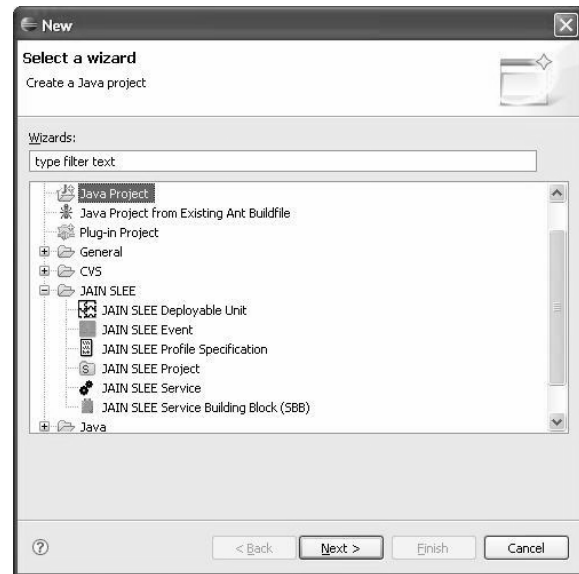 New
Select a wizard
Create a Java project
Wizards:
type filter text
Java Project
Java Project from Existing Ant Buildfile
Plug-in Project
General
CVS
JAIN SLEE
JAIN SLEE Deployable Unit
JAIN SLEE Event
JAIN SLEE Profile Specification
S JAIN SLEE Project
JAIN SLEE Service
JAIN SLEE Service Building Block (SBB)
Java
? < Back Next > Finish Cancel